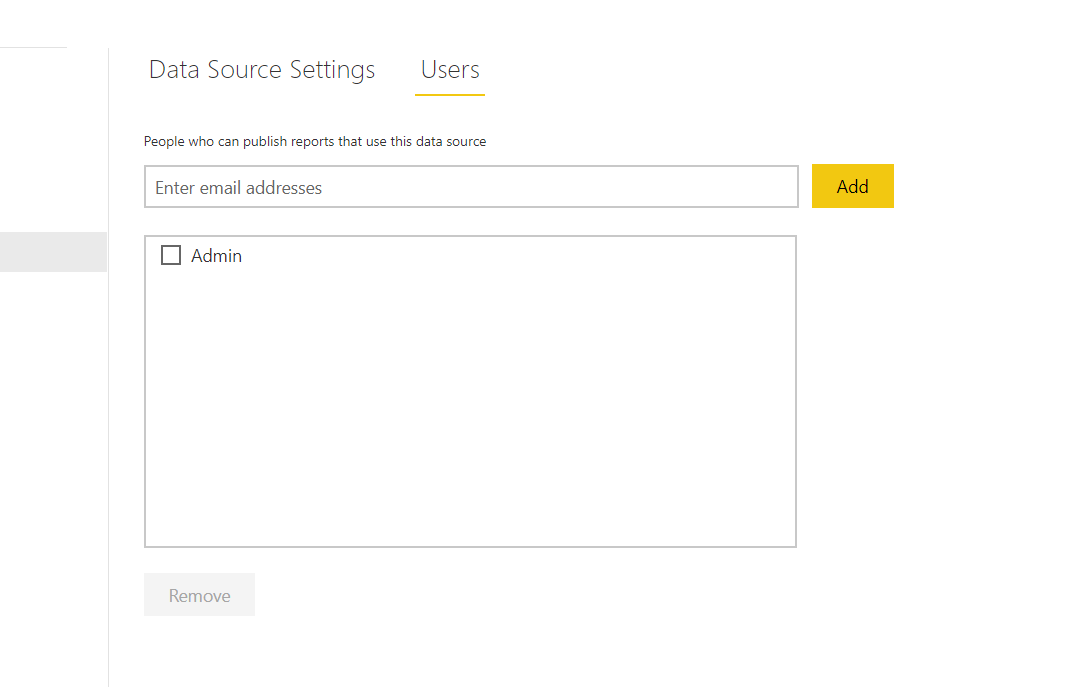 Data Source Settings Users
People who can publish reports that use this data source
Enter email addresses Add
Admin
Remove